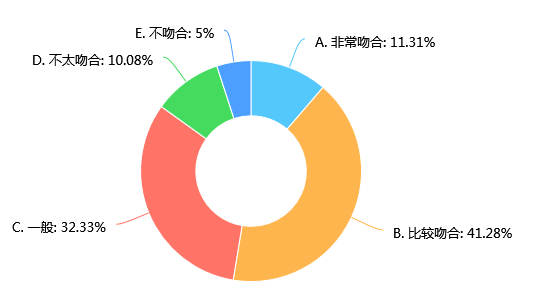 E. 不吻合: 5%
A. 非常吻合: 11.31%
D. 不太吻合: 10.08%
C. 一般: 32.33%
B. 比较吻合: 41.28%